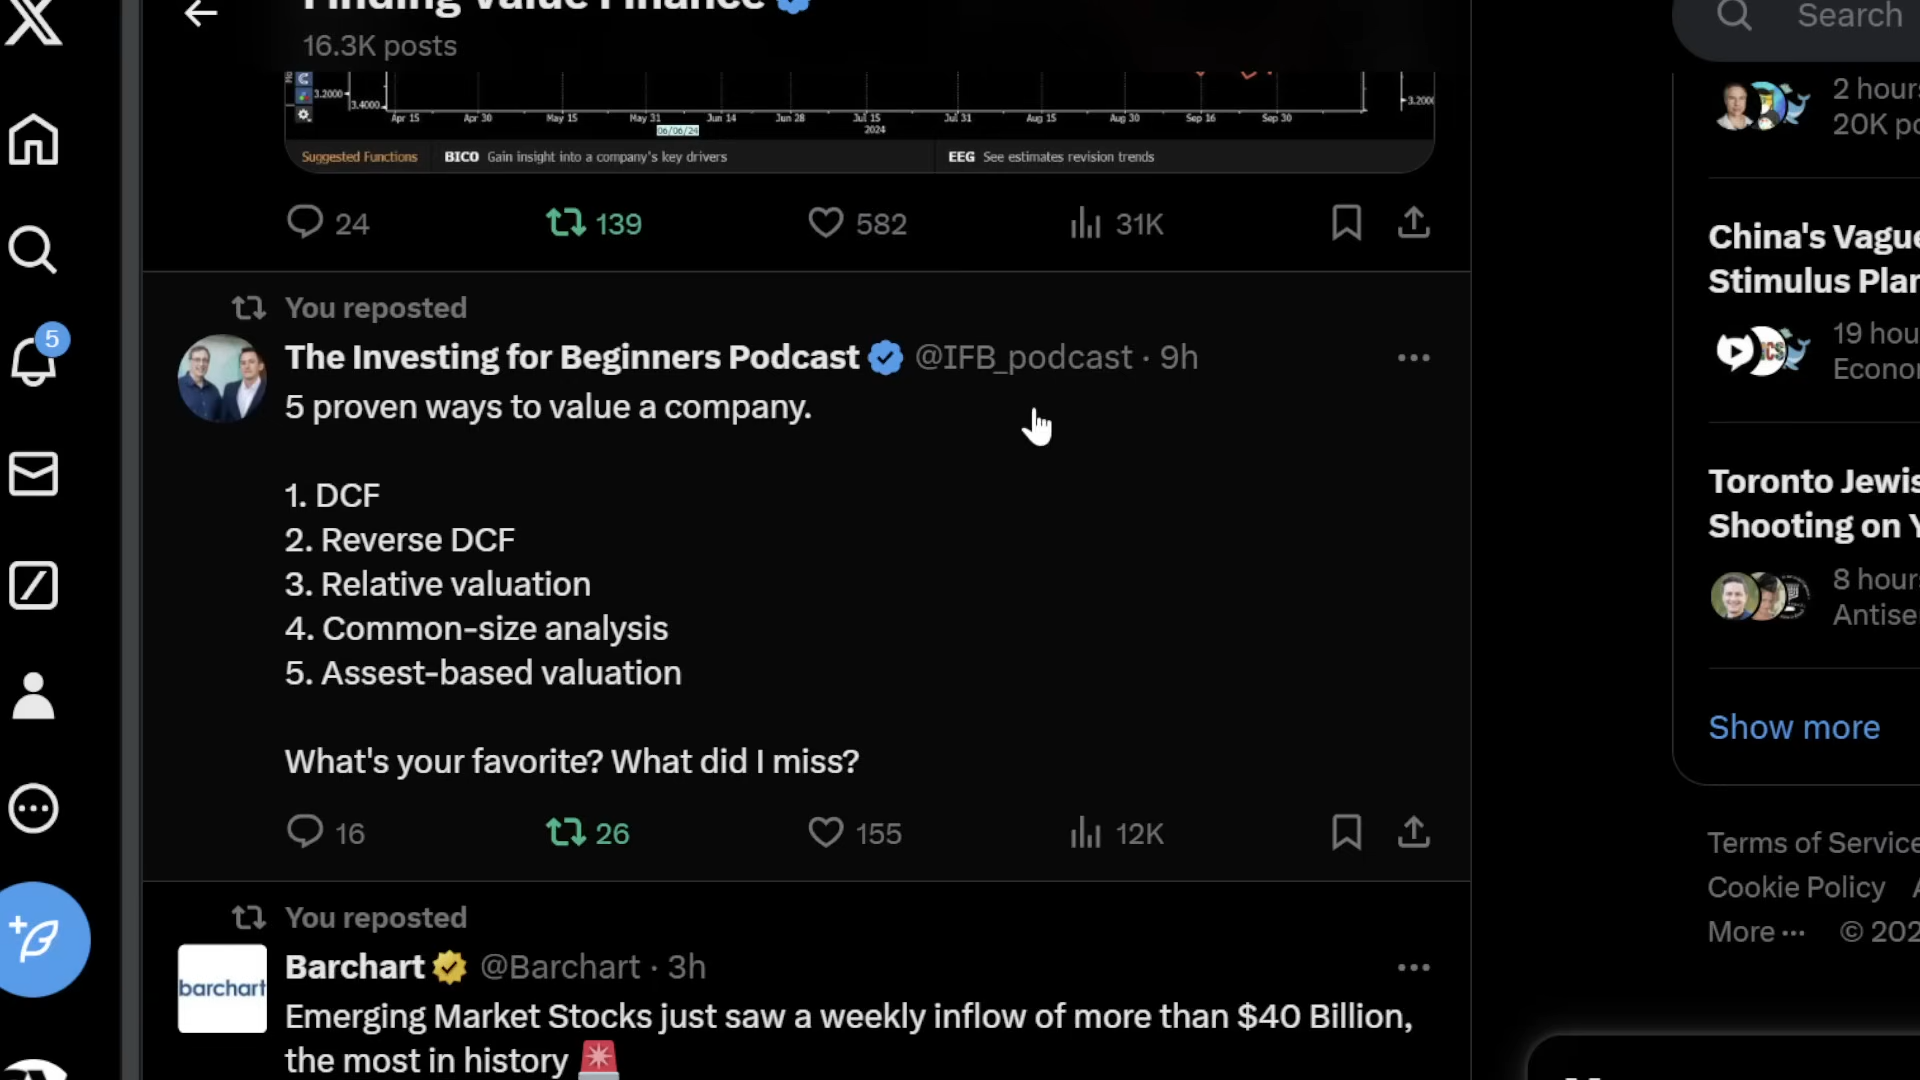 Finding Value Finance
16.3K posts
3.2000
3.4000
Apr 15 Apr 30 May 15 May 31 Jun 14 Jun 28 Jul 15 Jul 31 Aug 15 Aug 30 Sep 16 Sep 30
3.200
06/06/24
2024
Suggested Functions BICO Gain insight into a company's key drivers EEG See estimates revision trends
24 139 582 31K
You reposted
The Investing for Beginners Podcast @IFB_podcast · 9h
5 proven ways to value a company.
1. DCF
2. Reverse DCF
3. Relative valuation
4. Common-size analysis
5. Assest-based valuation
What's your favorite? What did I miss?
16 26 155 12K
You reposted
barchart
Barchart @Barchart · 3h
Emerging Market Stocks just saw a weekly inflow of more than $40 Billion,
the most in history
5
Search
2 hours
20K po
China's Vague
Stimulus Plan
19 hou
Econor
Toronto Jewis
Shooting on Y
8 hours
Antise
Show more
Terms of Service
Cookie Policy A
More ··· © 202